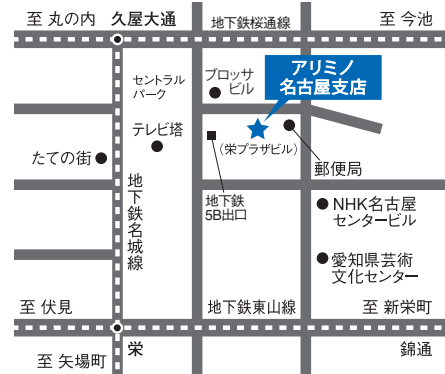 至 丸の内
久屋大通
地下鉄桜通線
至 今池
セントラル
パーク
ブロッサ
ビル
アリミノ
名古屋支店
テレビ塔
たての街
(栄プラザビル)
郵便局
地下鉄名城線
地下鉄
5B出口
NHK名古屋
センタービル
愛知県芸術
文化センター
至 伏見
地下鉄東山線
至 新栄町
栄
錦通
至 矢場町